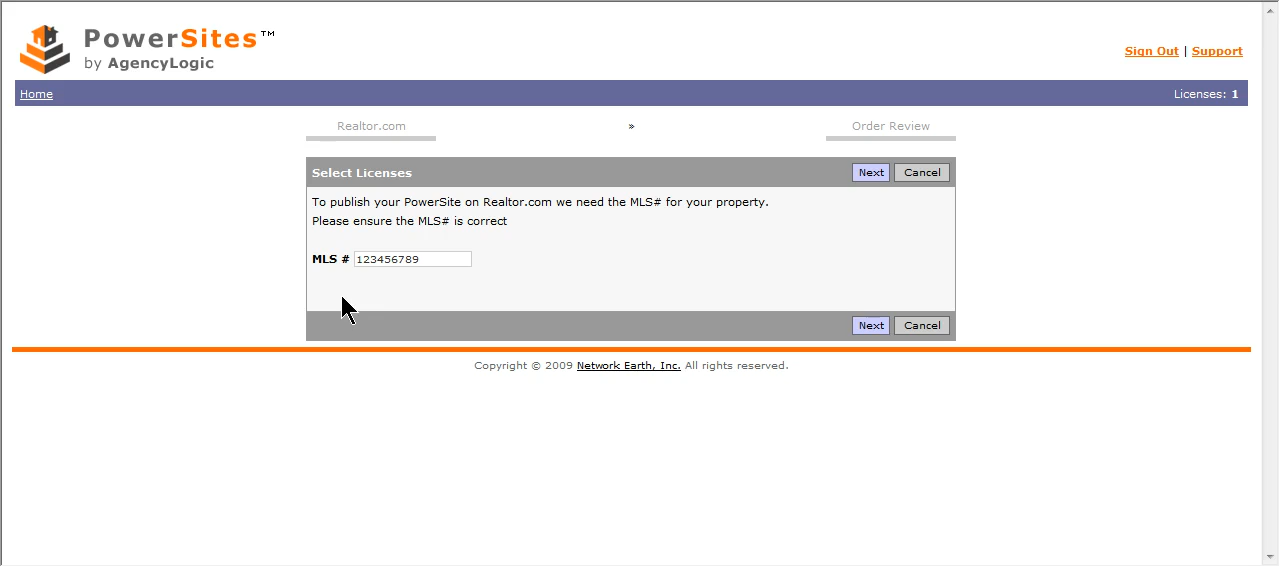 PowerSites™
by AgencyLogic
Sign Out | Support
Home
Licenses: 1
Realtor.com
»
Order Review
Select Licenses
Next
Cancel
To publish your PowerSite on Realtor.com we need the MLS# for your property.
Please ensure the MLS# is correct
MLS # 123456789
Next
Cancel
Copyright © 2009 Network Earth, Inc. All rights reserved.